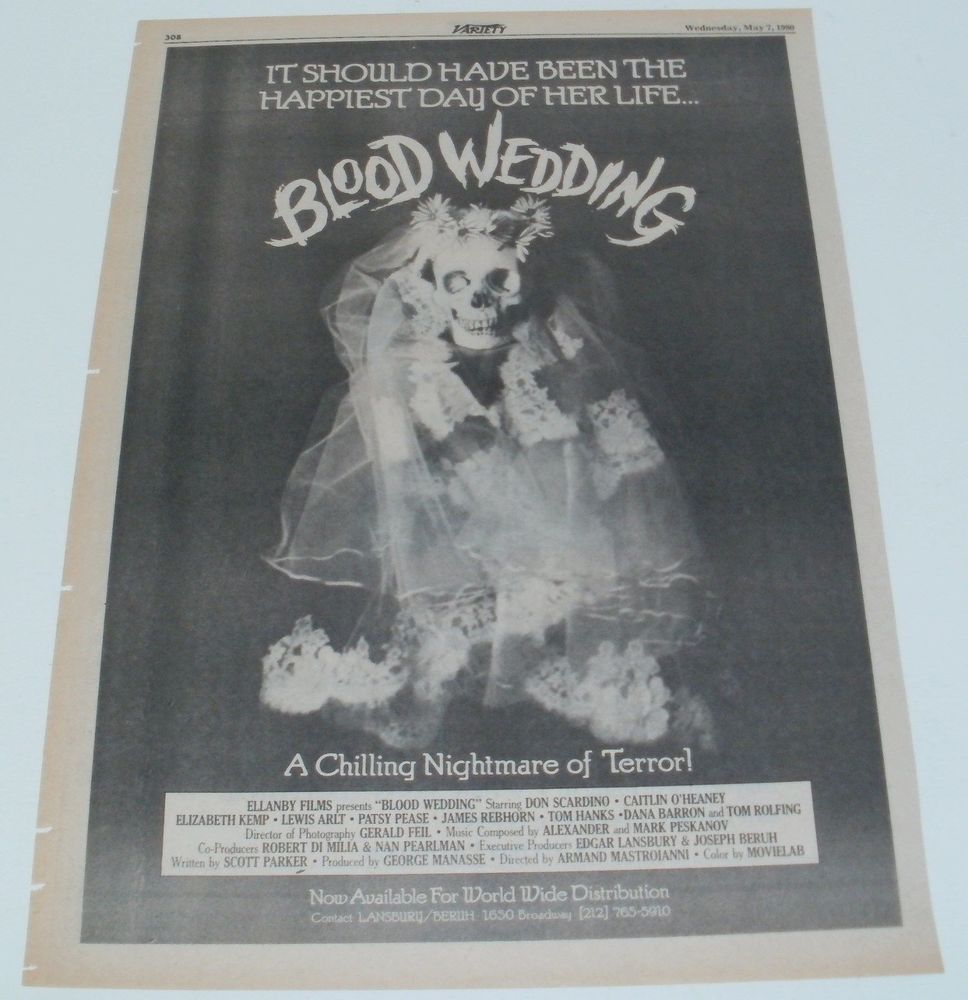 308
VARIETY
Wednesday, May 7, 1980
IT SHOULD HAVE BEEN THE
HAPPIEST DAY OF HER LIFE...
BLOOD WEDDING
A Chilling Nightmare of Terror!
ELLANBY FILMS presents "BLOOD WEDDING" Starring DON SCARDINO • CAITLIN O'HEANEY
ELIZABETH KEMP • LEWIS ARLT • PATSY PEASE • JAMES REBHORN • TOM HANKS • DANA BARRON and TOM ROLFING
Director of Photography GERALD FEIL • Music Composed by ALEXANDER and MARK PESKANOV
Co-Producers ROBERT DI MILIA & NAN PEARLMAN • Executive Producers EDGAR LANSBURY & JOSEPH BERUH
Written by SCOTT PARKER • Produced by GEORGE MANASSE • Directed by ARMAND MASTROIANNI • Color by MOVIELAB
Now Available For World Wide Distribution
Contact LANSBURY/BERUH 1650 Broadway [212] 765-5910